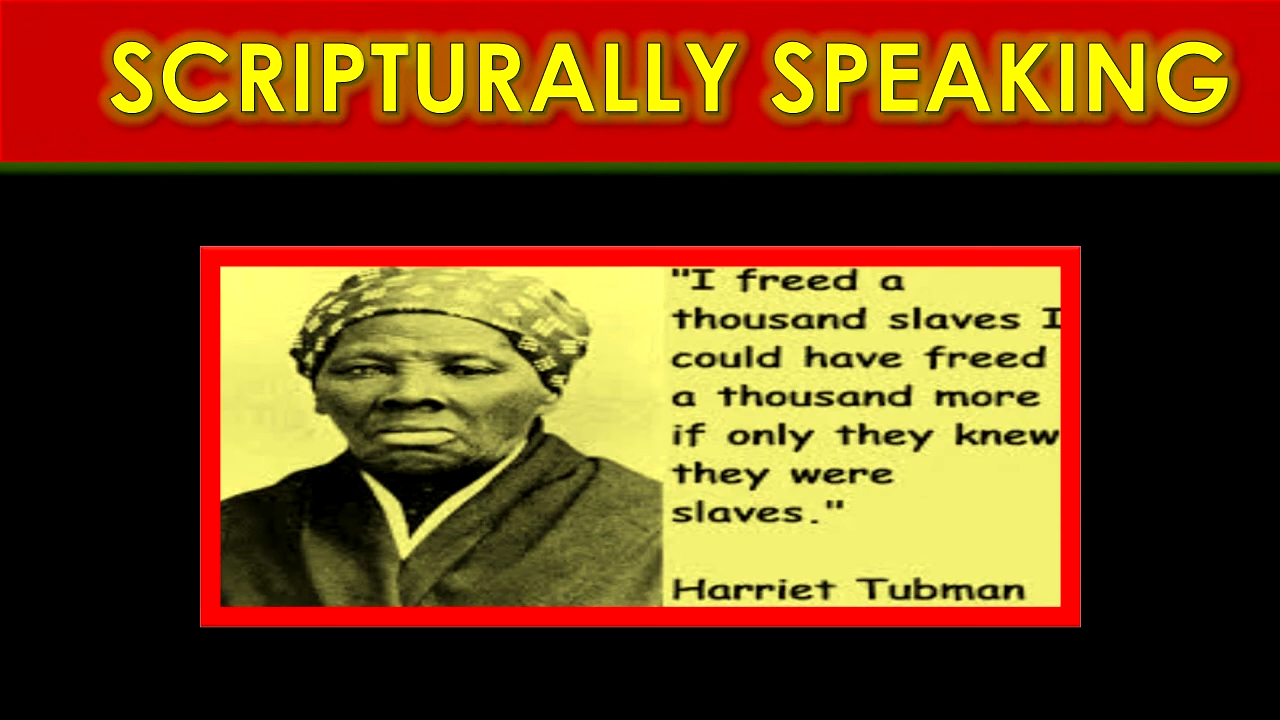 SCRIPTURALLY SPEAKING
"I freed a
thousand slaves I
could have freed
a thousand more
if only they knew
they were
slaves."
Harriet Tubman